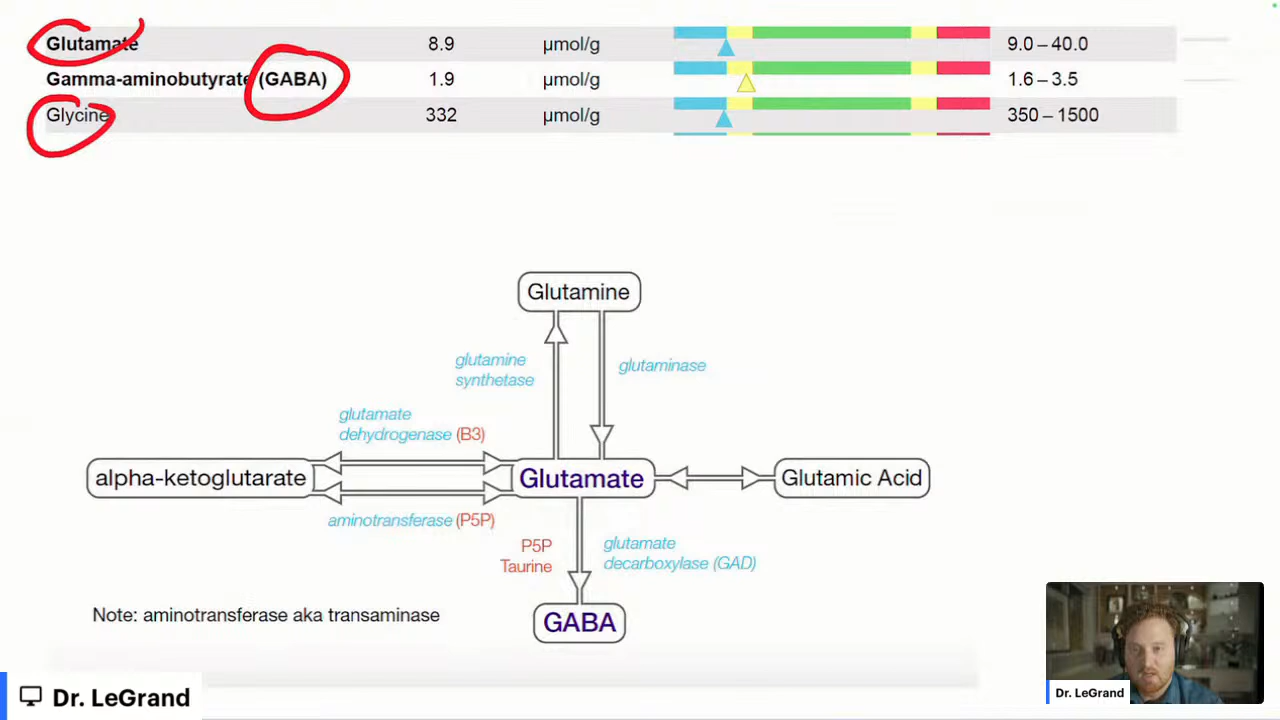 Glutamate 8.9 µmol/g 9.0 – 40.0
Gamma-aminobutyrate (GABA) 1.9 µmol/g 1.6 – 3.5
Glycine 332 µmol/g 350 – 1500
Glutamine
glutamine
synthetase
glutaminase
glutamate
dehydrogenase (B3)
alpha-ketoglutarate
Glutamate
Glutamic Acid
aminotransferase (P5P)
P5P
Taurine
glutamate
decarboxylase (GAD)
Note: aminotransferase aka transaminase
GABA
Dr. LeGrand
Dr. LeGrand